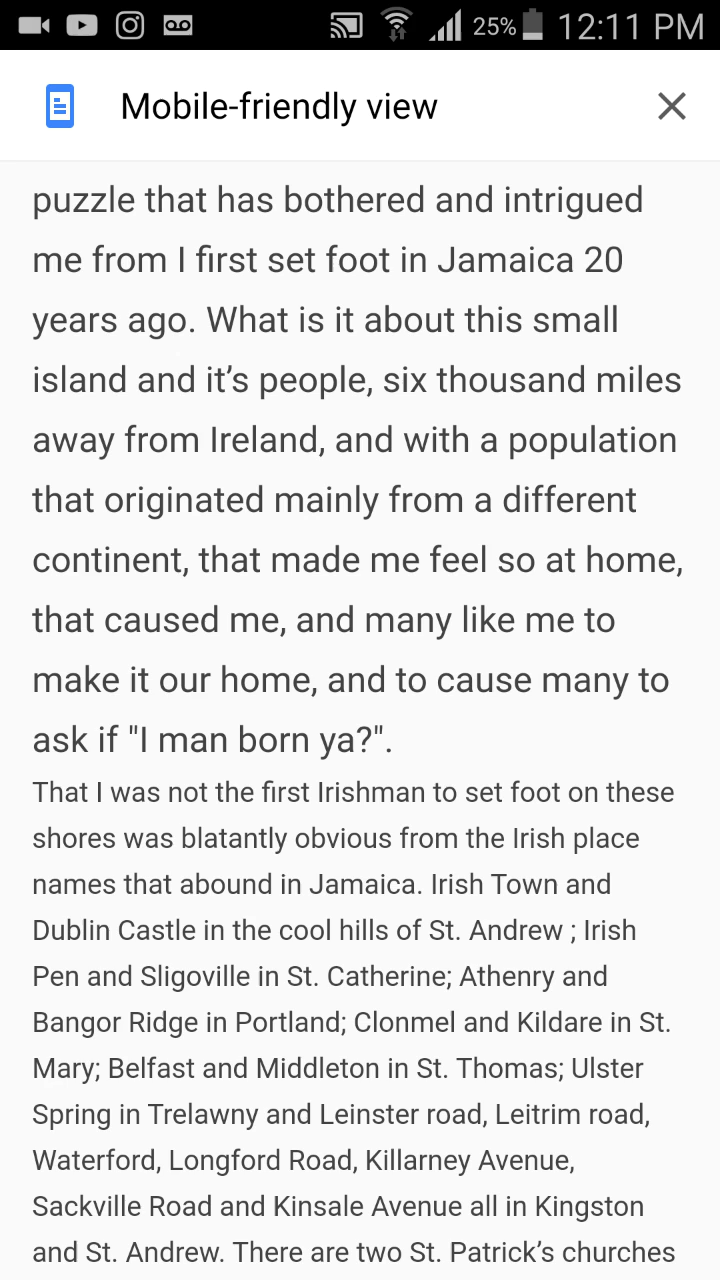 25% 12:11 PM
Mobile-friendly view
puzzle that has bothered and intrigued
me from I first set foot in Jamaica 20
years ago. What is it about this small
island and it’s people, six thousand miles
away from Ireland, and with a population
that originated mainly from a different
continent, that made me feel so at home,
that caused me, and many like me to
make it our home, and to cause many to
ask if "I man born ya?".
That I was not the first Irishman to set foot on these
shores was blatantly obvious from the Irish place
names that abound in Jamaica. Irish Town and
Dublin Castle in the cool hills of St. Andrew ; Irish
Pen and Sligoville in St. Catherine; Athenry and
Bangor Ridge in Portland; Clonmel and Kildare in St.
Mary; Belfast and Middleton in St. Thomas; Ulster
Spring in Trelawny and Leinster road, Leitrim road,
Waterford, Longford Road, Killarney Avenue,
Sackville Road and Kinsale Avenue all in Kingston
and St. Andrew. There are two St. Patrick’s churches